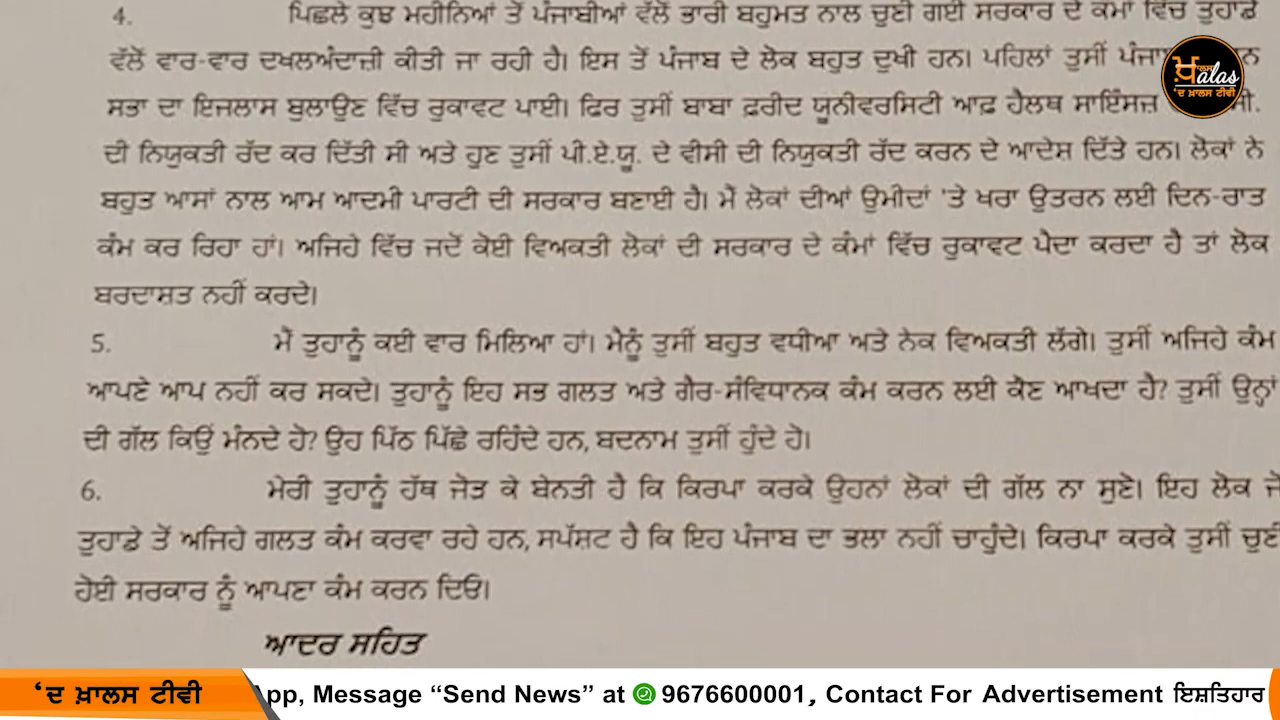 4. ਪਿਛਲੇ ਕੁਝ ਮਹੀਨਿਆਂ ਤੋਂ ਪੰਜਾਬੀਆਂ ਵੱਲੋਂ ਭਾਰੀ ਬਹੁਮਤ ਨਾਲ ਚੁਣੀ ਗਈ ਸਰਕਾਰ ਦੇ ਕੰਮਾਂ ਵਿੱਚ ਤੁਹਾਡੇ
ਵੱਲੋਂ ਵਾਰ-ਵਾਰ ਦਖਲਅੰਦਾਜ਼ੀ ਕੀਤੀ ਜਾ ਰਹੀ ਹੈ। ਇਸ ਤੋਂ ਪੰਜਾਬ ਦੇ ਲੋਕ ਬਹੁਤ ਦੁਖੀ ਹਨ। ਪਹਿਲਾਂ ਤੁਸੀਂ
ਸਭਾ ਦਾ ਇਜਲਾਸ ਬੁਲਾਉਣ ਵਿੱਚ ਰੁਕਾਵਟ ਪਾਈ। ਫਿਰ ਤੁਸੀਂ ਬਾਬਾ ਫ਼ਰੀਦ ਯੂਨੀਵਰਸਿਟੀ ਆਫ਼ ਹੈਲਥ ਸਾਇੰਸਜ਼
ਦੀ ਨਿਯੁਕਤੀ ਰੱਦ ਕਰ ਦਿੱਤੀ ਸੀ ਅਤੇ ਹੁਣ ਤੁਸੀਂ ਪੀ.ਏ.ਯੂ. ਦੇ ਵੀਸੀ ਦੀ ਨਿਯੁਕਤੀ ਰੱਦ ਕਰਨ ਦੇ ਆਦੇਸ਼ ਦਿੱਤੇ ਹਨ। ਲੋਕਾਂ ਨੇ
ਬਹੁਤ ਆਸਾਂ ਨਾਲ ਆਮ ਆਦਮੀ ਪਾਰਟੀ ਦੀ ਸਰਕਾਰ ਬਣਾਈ ਹੈ। ਮੈਂ ਲੋਕਾਂ ਦੀਆਂ ਉਮੀਦਾਂ 'ਤੇ ਖਰਾ ਉਤਰਨ ਲਈ ਦਿਨ-ਰਾਤ
ਕੰਮ ਕਰ ਰਿਹਾ ਹਾਂ। ਅਜਿਹੇ ਵਿੱਚ ਜਦੋਂ ਕੋਈ ਵਿਅਕਤੀ ਲੋਕਾਂ ਦੀ ਸਰਕਾਰ ਦੇ ਕੰਮਾਂ ਵਿੱਚ ਰੁਕਾਵਟ ਪੈਦਾ ਕਰਦਾ ਹੈ ਤਾਂ ਲੋਕ
ਬਰਦਾਸ਼ਤ ਨਹੀਂ ਕਰਦੇ।
5. ਮੈਂ ਤੁਹਾਨੂੰ ਕਈ ਵਾਰ ਮਿਲਿਆ ਹਾਂ। ਮੈਨੂੰ ਤੁਸੀਂ ਬਹੁਤ ਵਧੀਆ ਅਤੇ ਨੇਕ ਵਿਅਕਤੀ ਲੱਗੇ। ਤੁਸੀਂ ਅਜਿਹੇ ਕੰਮ
ਆਪਣੇ ਆਪ ਨਹੀਂ ਕਰ ਸਕਦੇ। ਤੁਹਾਨੂੰ ਇਹ ਸਭ ਗਲਤ ਅਤੇ ਗੈਰ-ਸੰਵਿਧਾਨਕ ਕੰਮ ਕਰਨ ਲਈ ਕੌਣ ਆਖਦਾ ਹੈ? ਤੁਸੀਂ ਉਨ੍ਹਾਂ
ਦੀ ਗੱਲ ਕਿਉਂ ਮੰਨਦੇ ਹੋ? ਉਹ ਪਿੱਠ ਪਿੱਛੇ ਰਹਿੰਦੇ ਹਨ, ਬਦਨਾਮ ਤੁਸੀਂ ਹੁੰਦੇ ਹੋ।
6. ਮੇਰੀ ਤੁਹਾਨੂੰ ਹੱਥ ਜੋੜ ਕੇ ਬੇਨਤੀ ਹੈ ਕਿ ਕਿਰਪਾ ਕਰਕੇ ਉਹਨਾਂ ਲੋਕਾਂ ਦੀ ਗੱਲ ਨਾ ਸੁਣੋ। ਇਹ ਲੋਕ ਜੋ
ਤੁਹਾਡੇ ਤੋਂ ਅਜਿਹੇ ਗਲਤ ਕੰਮ ਕਰਵਾ ਰਹੇ ਹਨ, ਸਪੱਸ਼ਟ ਹੈ ਕਿ ਇਹ ਪੰਜਾਬ ਦਾ ਭਲਾ ਨਹੀਂ ਚਾਹੁੰਦੇ। ਕਿਰਪਾ ਕਰਕੇ ਤੁਸੀਂ ਚੁਣੀ
ਹੋਈ ਸਰਕਾਰ ਨੂੰ ਆਪਣਾ ਕੰਮ ਕਰਨ ਦਿਓ।
ਆਦਰ ਸਹਿਤ
ਖ਼ਾਲਸ alas
'ਦ ਖ਼ਾਲਸ ਟੀਵੀ
'ਦ ਖ਼ਾਲਸ ਟੀਵੀ App, Message “Send News” at 9676600001, Contact For Advertisement ਇਸ਼ਤਿਹਾਰ